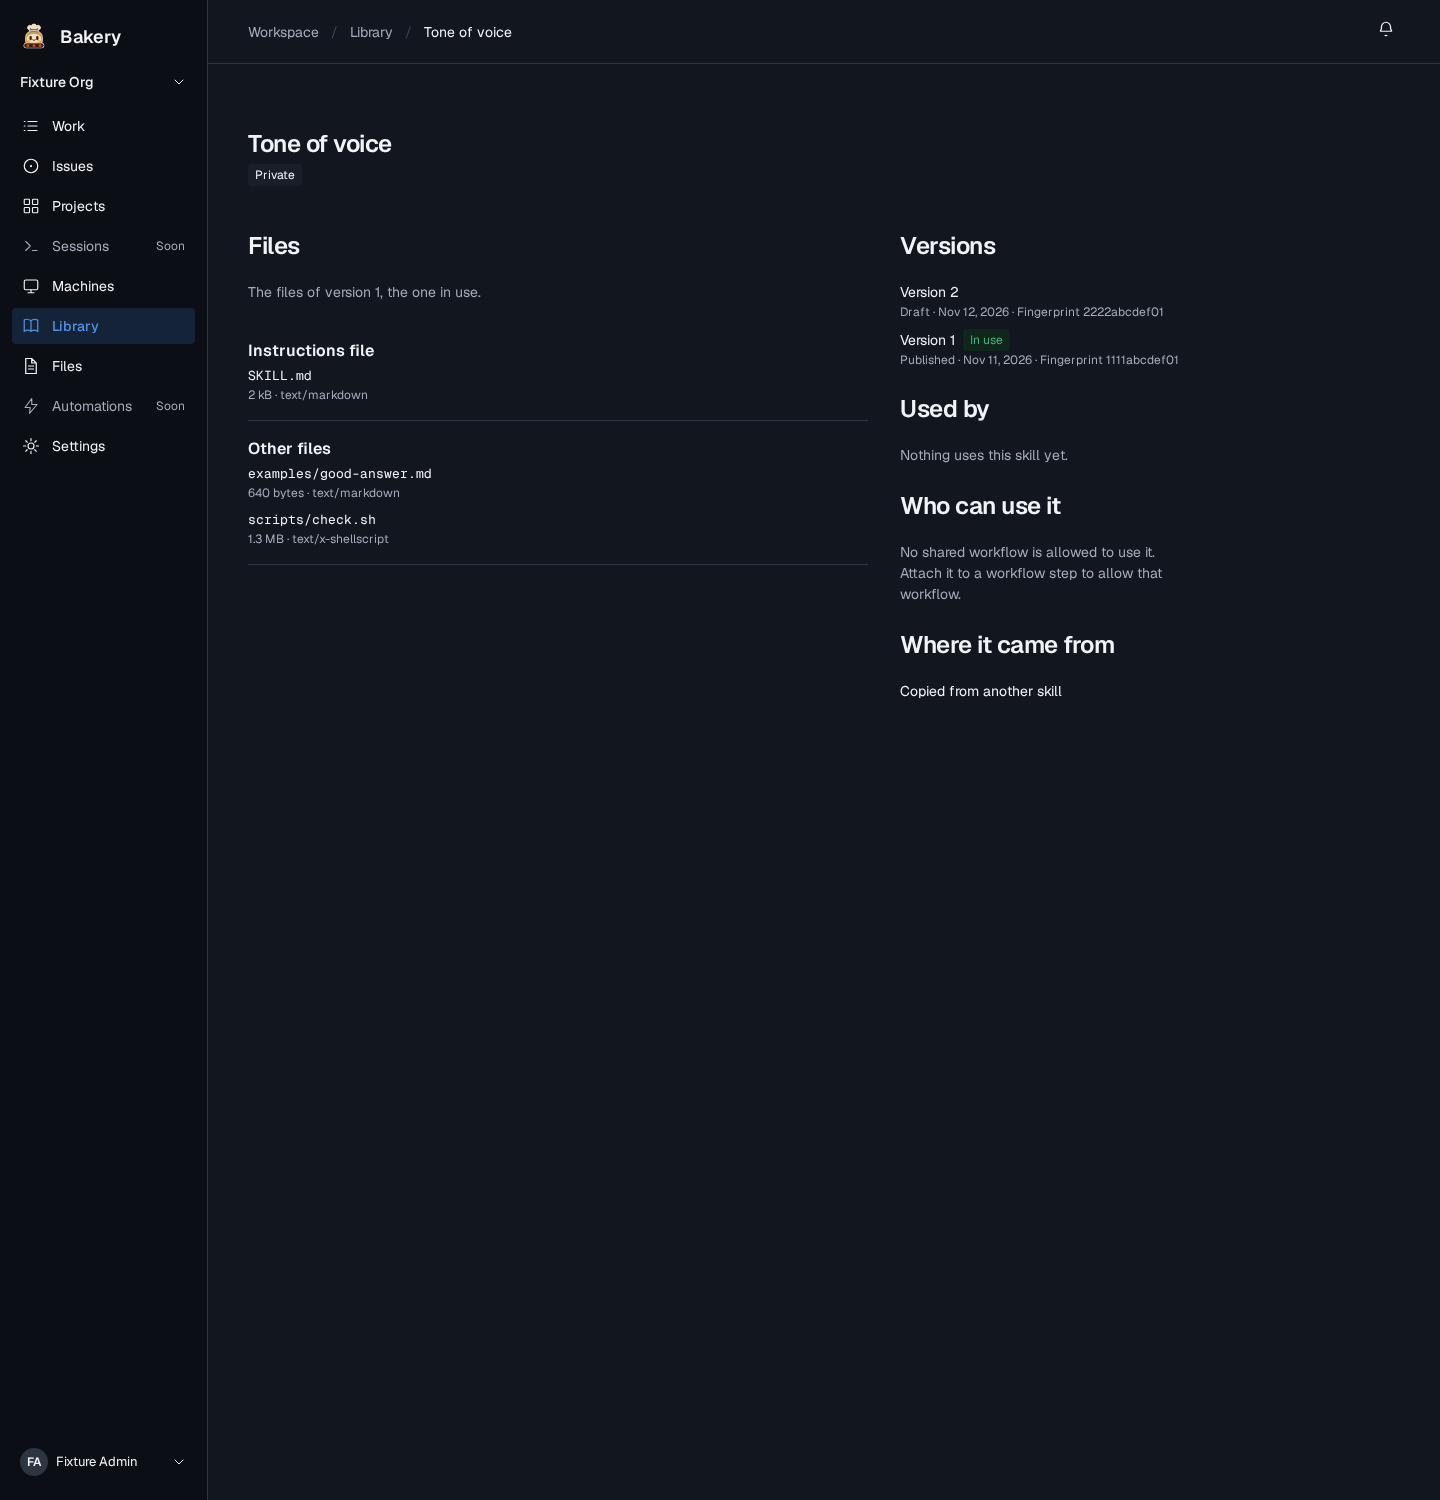 Bakery
Fixture Org
Work
Issues
Projects
Sessions Soon
Machines
Library
Files
Automations Soon
Settings
FA Fixture Admin
Workspace / Library / Tone of voice
Tone of voice
Private
Files
The files of version 1, the one in use.
Instructions file
SKILL.md
2 kB · text/markdown
Other files
examples/good-answer.md
640 bytes · text/markdown
scripts/check.sh
1.3 MB · text/x-shellscript
Versions
Version 2
Draft · Nov 12, 2026 · Fingerprint 2222abcdef01
Version 1 In use
Published · Nov 11, 2026 · Fingerprint 1111abcdef01
Used by
Nothing uses this skill yet.
Who can use it
No shared workflow is allowed to use it.
Attach it to a workflow step to allow that
workflow.
Where it came from
Copied from another skill